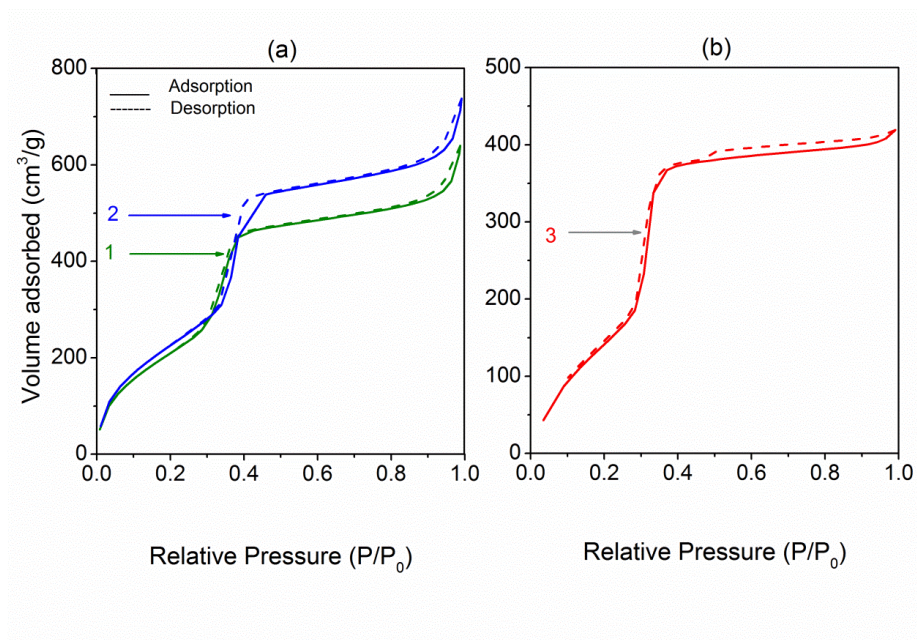 (a)
800
600
400
200
0
0.0 0.2 0.4 0.6 0.8 1.0
Volume adsorbed (cm³/g)
Adsorption
Desorption
2
1
Relative Pressure (P/P₀)
(b)
500
400
300
200
100
0
0.0 0.2 0.4 0.6 0.8 1.0
3
Relative Pressure (P/P₀)